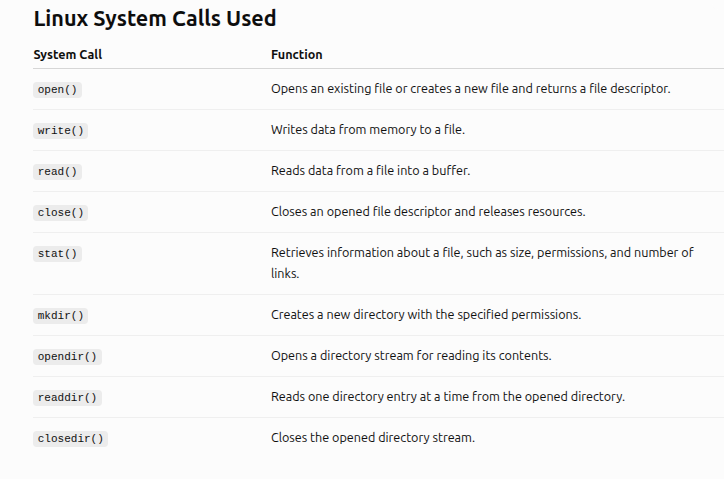 Linux System Calls Used
System Call Function
open() Opens an existing file or creates a new file and returns a file descriptor.
write() Writes data from memory to a file.
read() Reads data from a file into a buffer.
close() Closes an opened file descriptor and releases resources.
stat() Retrieves information about a file, such as size, permissions, and number of
links.
mkdir() Creates a new directory with the specified permissions.
opendir() Opens a directory stream for reading its contents.
readdir() Reads one directory entry at a time from the opened directory.
closedir() Closes the opened directory stream.